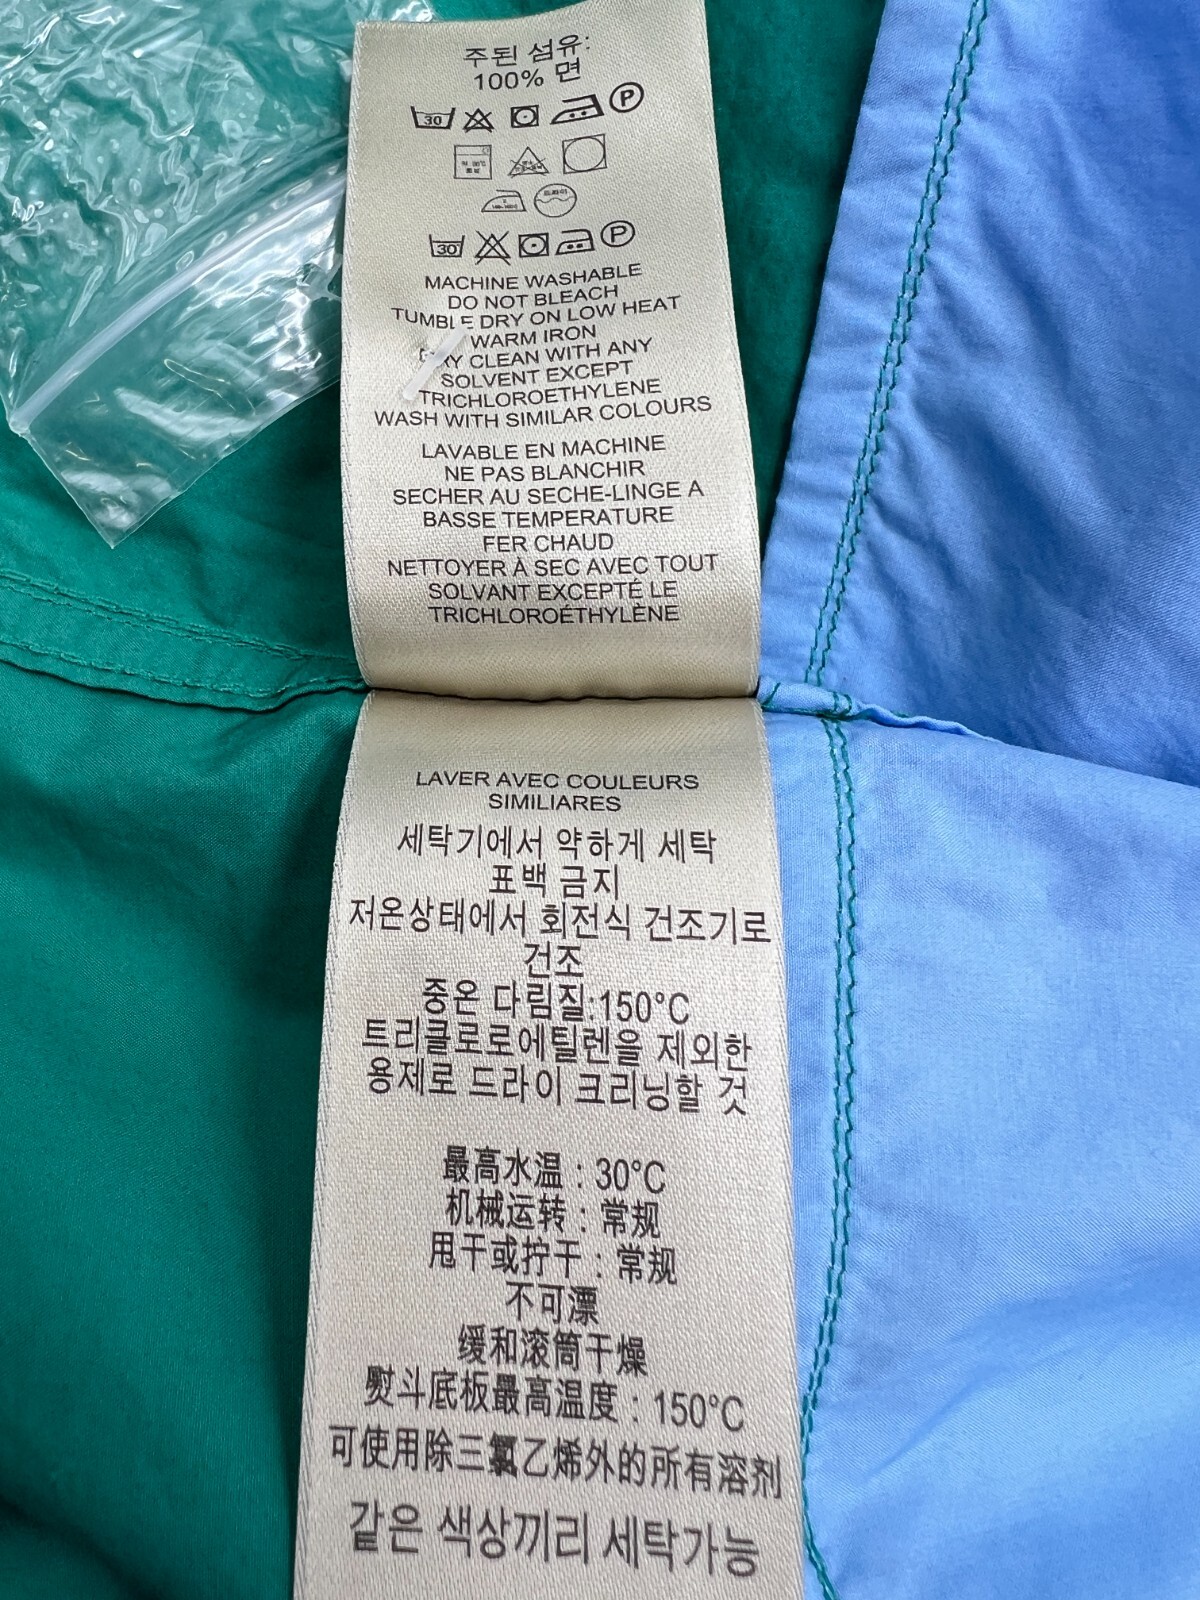 주된 섬유:
100% 면
30 P
30 P
MACHINE WASHABLE
DO NOT BLEACH
TUMBLE DRY ON LOW HEAT
WARM IRON
DRY CLEAN WITH ANY
SOLVENT EXCEPT
TRICHLOROETHYLENE
WASH WITH SIMILAR COLOURS
LAVABLE EN MACHINE
NE PAS BLANCHIR
SECHER AU SECHE-LINGE A
BASSE TEMPERATURE
FER CHAUD
NETTOYER À SEC AVEC TOUT
SOLVANT EXCEPTÉ LE
TRICHLOROÉTHYLÈNE
LAVER AVEC COULEURS
SIMILIARES
세탁기에서 약하게 세탁
표백 금지
저온상태에서 회전식 건조기로
건조
중온 다림질:150°C
트리클로로에틸렌을 제외한
용제로 드라이 크리닝할 것
最高水温：30°C
机械运转：常规
甩干或拧干：常规
不可漂
缓和滚筒干燥
熨斗底板最高温度：150°C
可使用除三氯乙烯外的所有溶剂
같은 색상끼리 세탁가능